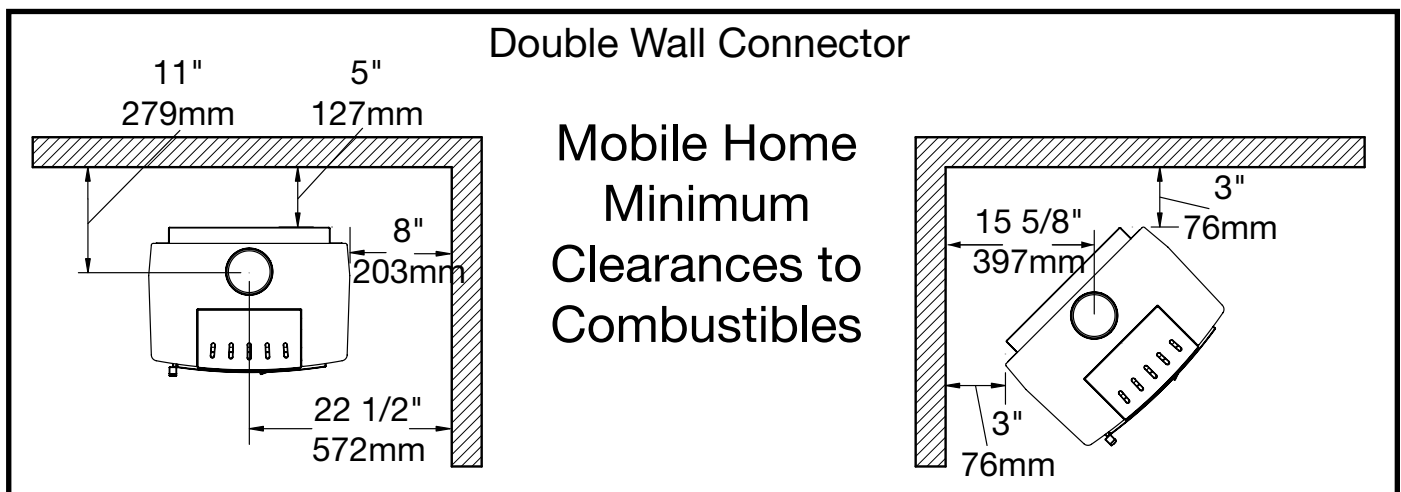 Double Wall Connector
11"
279mm
5"
127mm
8"
203mm
22 1/2"
572mm
Mobile Home
Minimum
Clearances to
Combustibles
15 5/8"
397mm
3"
76mm
3"
76mm